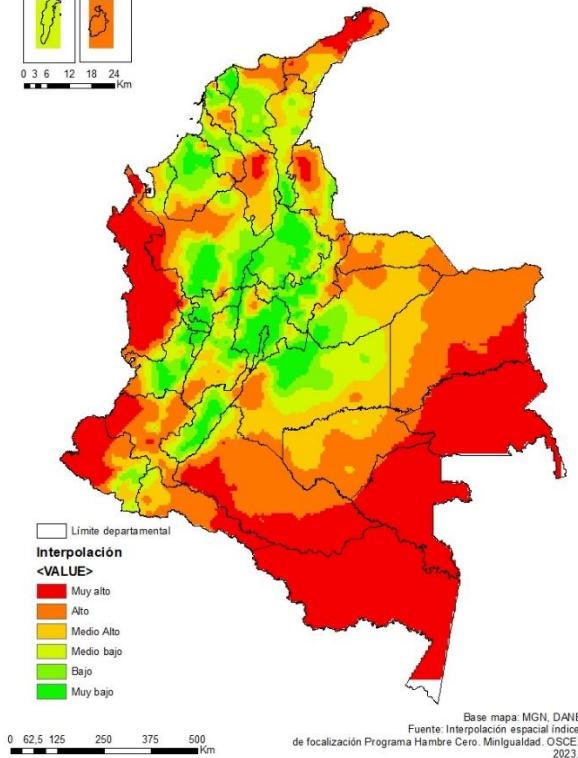 0 3 6 12 18 24
Km
Límite departamental
Interpolación
<VALUE>
Muy alto
Alto
Medio Alto
Medio bajo
Bajo
Muy bajo
0 62,5 125 250 375 500
Km
Base mapa: MGN, DANE
Fuente: Interpolación espacial índice
de focalización Programa Hambre Cero. MinIgualdad. OSCE
2023.